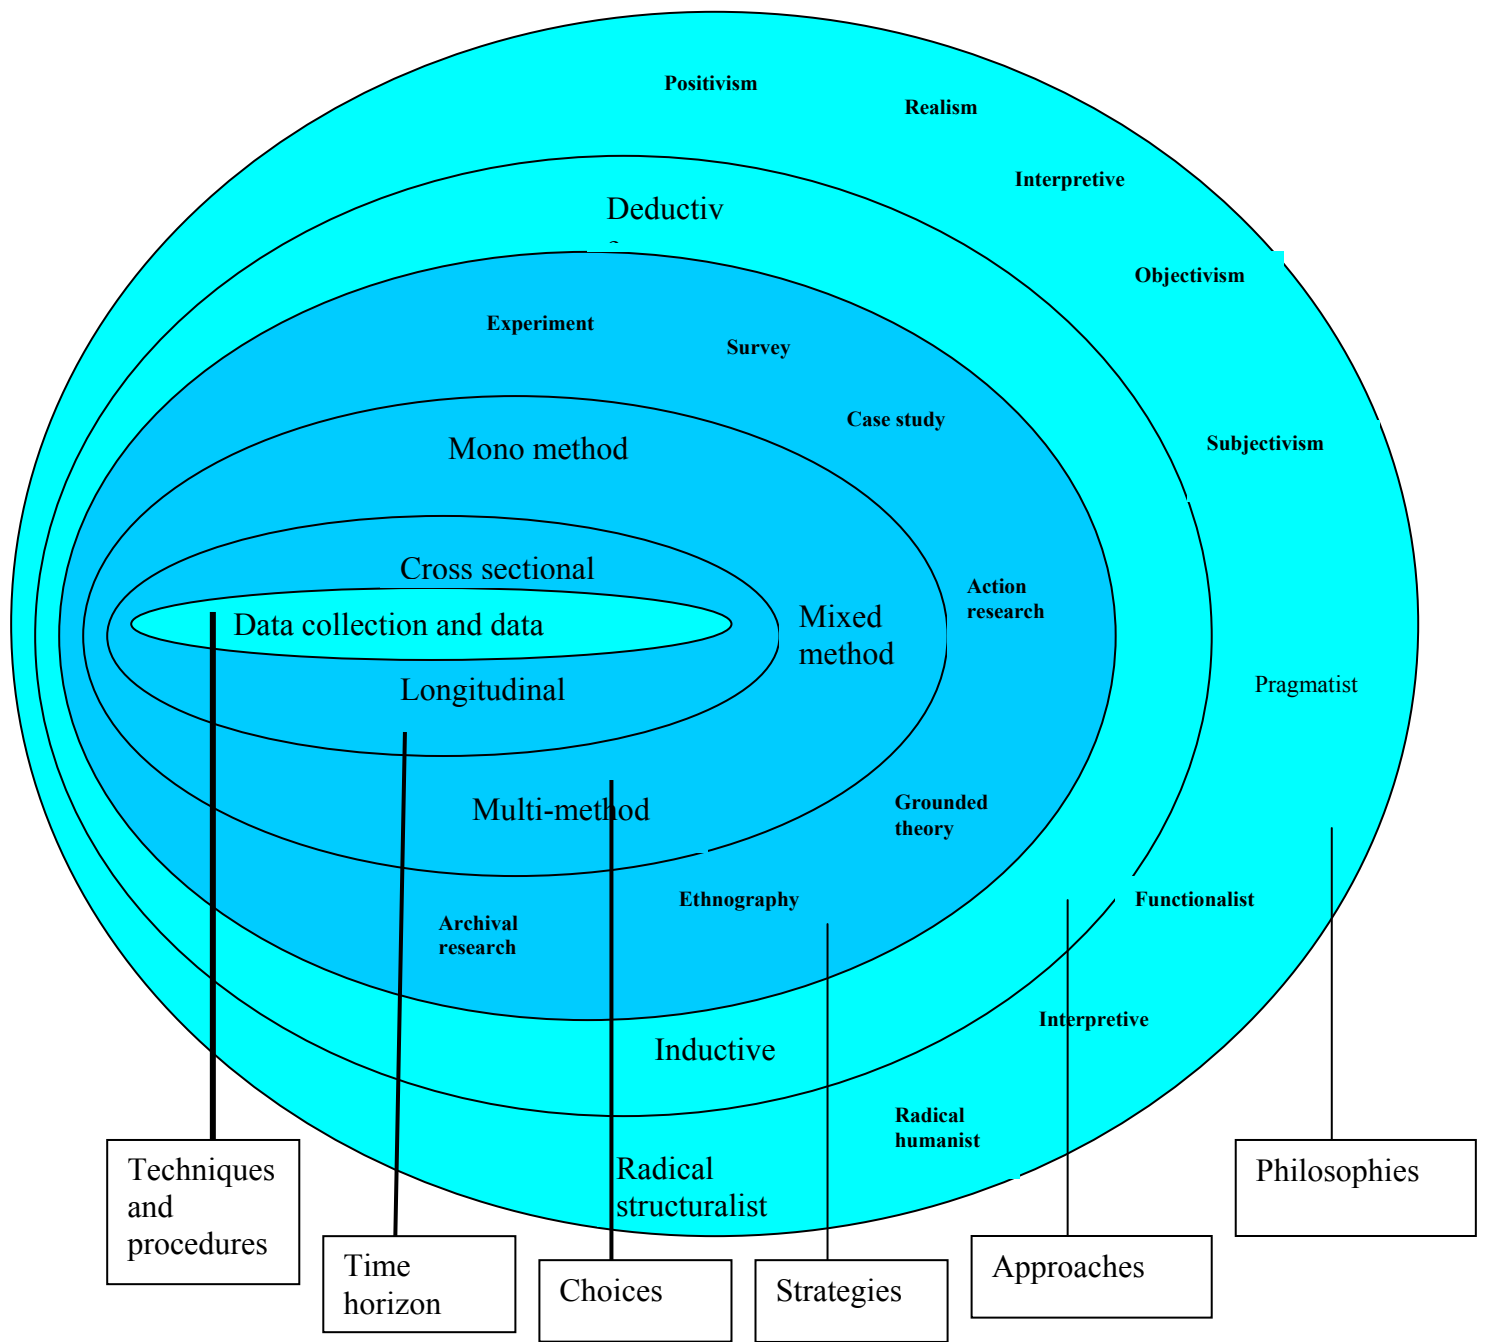 Positivism
Realism
Interpretive
Deductiv
Objectivism
Experiment
Survey
Case study
Subjectivism
Mono method
Cross sectional
Action
research
Data collection and data
Mixed
method
Longitudinal
Pragmatist
Multi-method
Grounded
theory
Ethnography
Functionalist
Archival
research
Interpretive
Inductive
Radical
humanist
Radical
structuralist
Techniques
and
procedures
Time
horizon
Choices
Strategies
Approaches
Philosophies